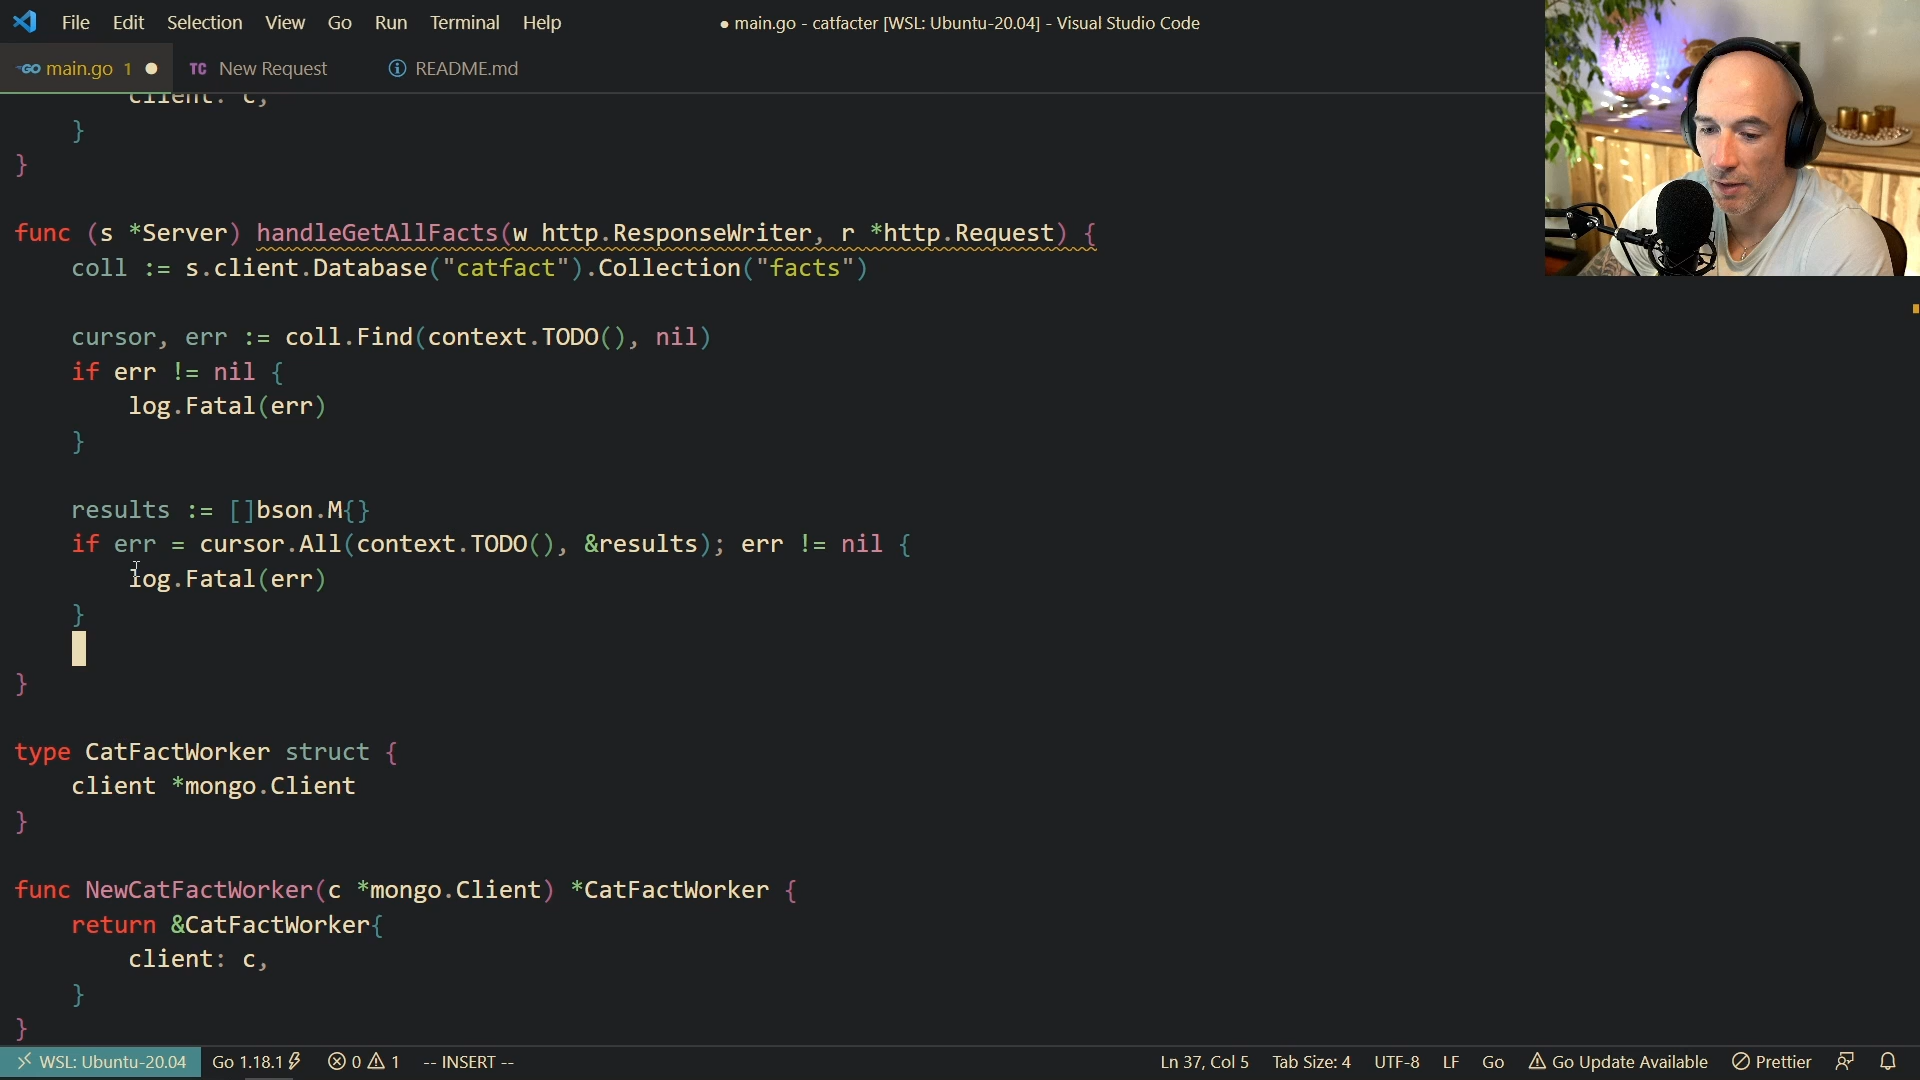 File Edit Selection View Go Run Terminal Help
● main.go - catfacter [WSL: Ubuntu-20.04] - Visual Studio Code
GO main.go 1 ● TC New Request README.md
client: c,
}
}
func (s *Server) handleGetAllFacts(w http.ResponseWriter, r *http.Request) {
coll := s.client.Database("catfact").Collection("facts")
cursor, err := coll.Find(context.TODO(), nil)
if err != nil {
log.Fatal(err)
}
results := []bson.M{}
if err = cursor.All(context.TODO(), &results); err != nil {
log.Fatal(err)
}
}
type CatFactWorker struct {
client *mongo.Client
}
func NewCatFactWorker(c *mongo.Client) *CatFactWorker {
return &CatFactWorker{
client: c,
}
}
WSL: Ubuntu-20.04 Go 1.18.1 0 1 -- INSERT -- Ln 37, Col 5 Tab Size: 4 UTF-8 LF Go Go Update Available Prettier